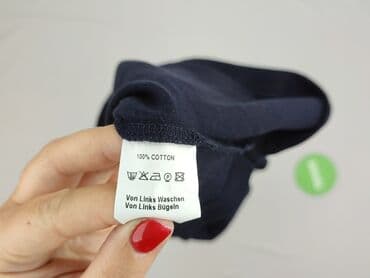 100% COTTON
Von Links Waschen
Von Links Bügeln